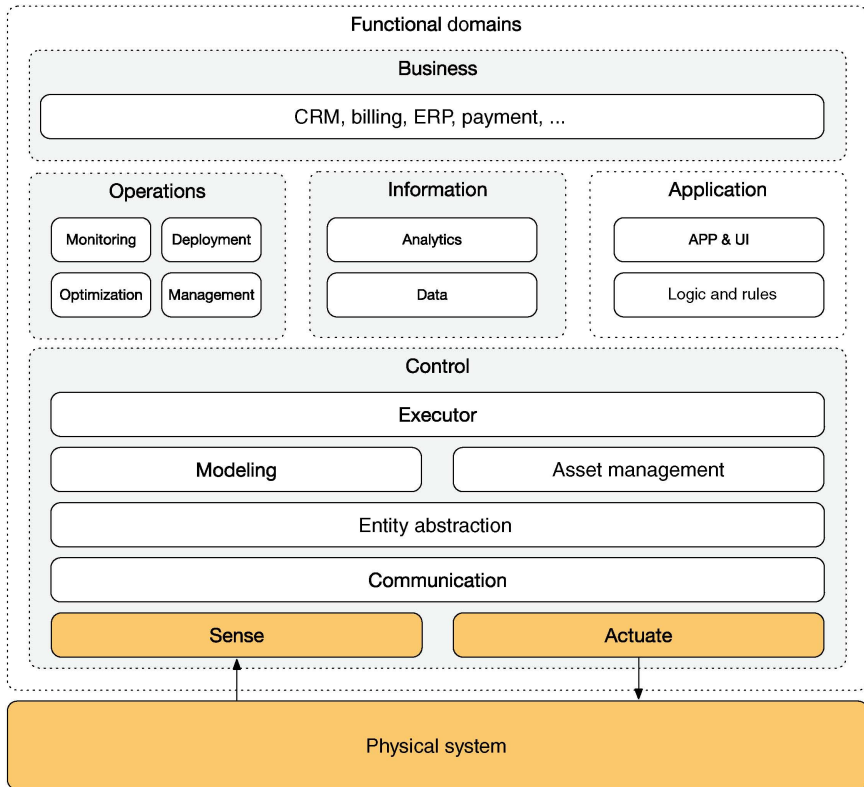 Functional domains
Business
CRM, billing, ERP, payment, ...
Operations
Monitoring
Deployment
Optimization
Management
Information
Analytics
Data
Application
APP & UI
Logic and rules
Control
Executor
Modeling
Asset management
Entity abstraction
Communication
Sense
Actuate
Physical system